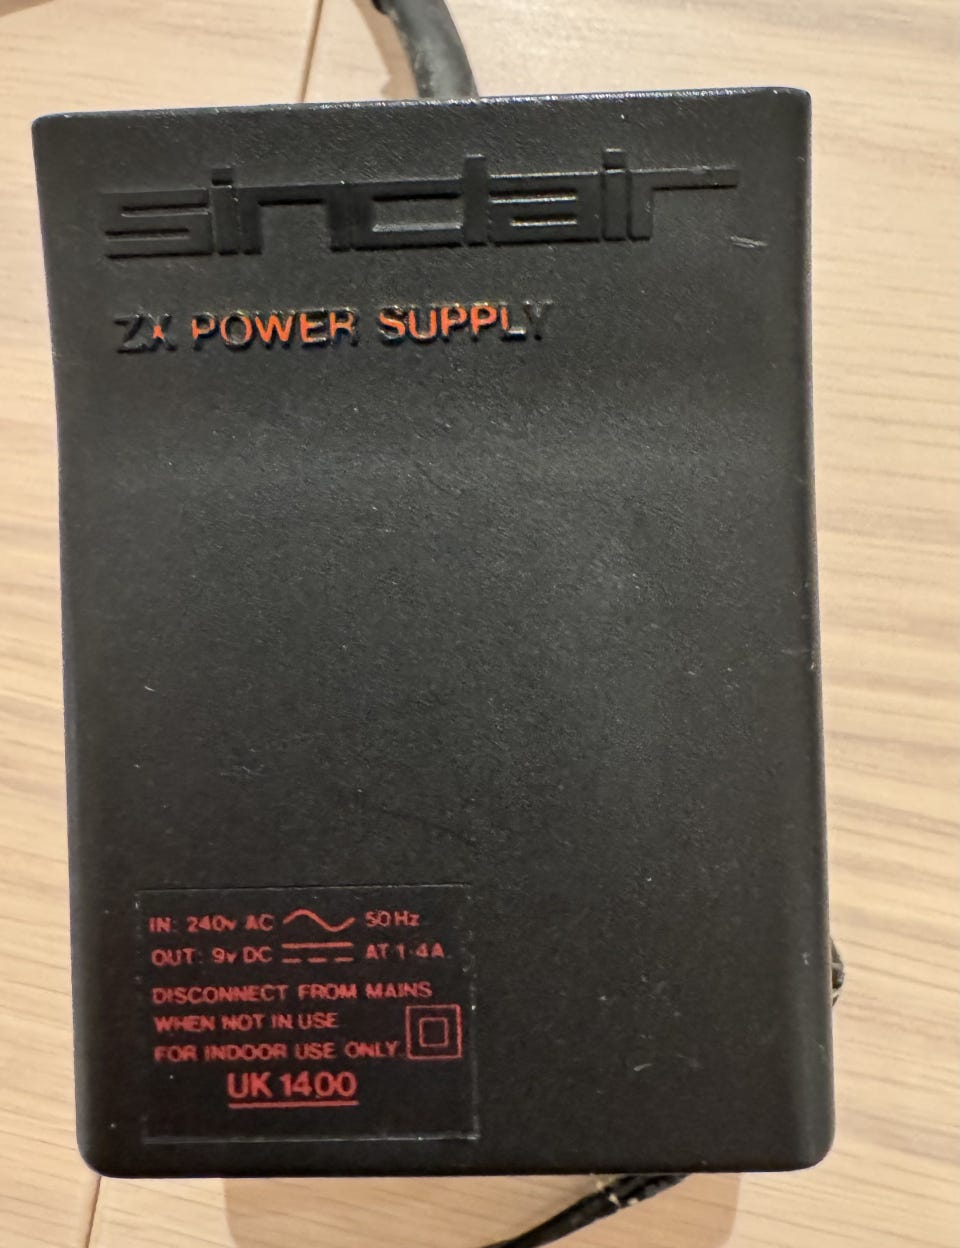 sinclair
ZX POWER SUPPLY
IN: 240v AC 50Hz
OUT: 9v DC AT 1·4A
DISCONNECT FROM MAINS
WHEN NOT IN USE
FOR INDOOR USE ONLY
UK 1400